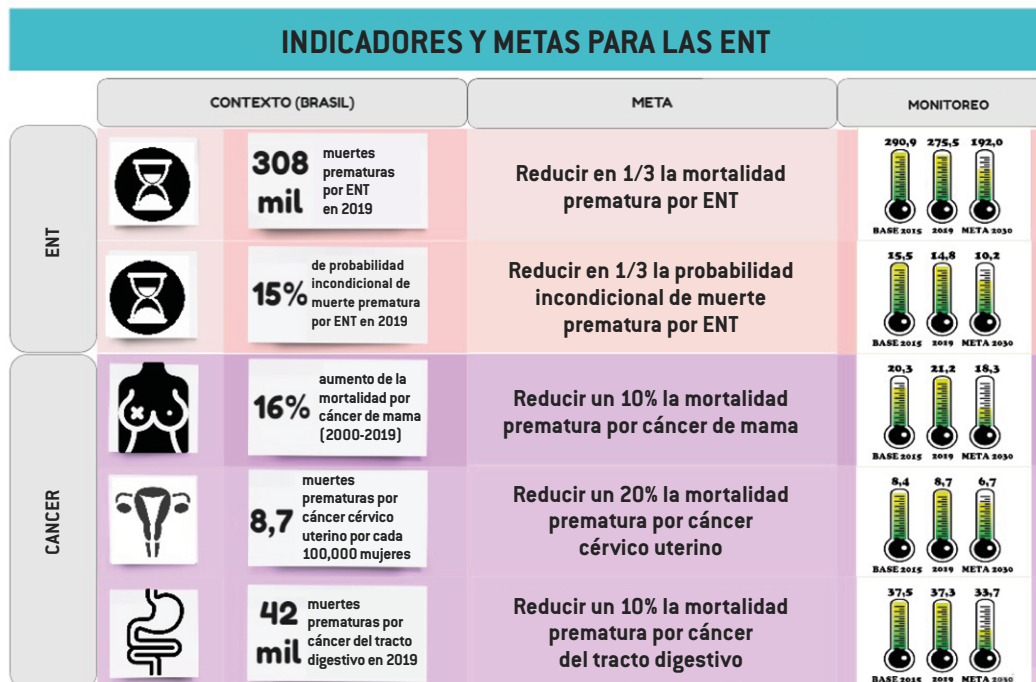 INDICADORES Y METAS PARA LAS ENT
CONTEXTO (BRASIL)
META
MONITOREO
ENT
308
mil
muertes
prematuras
por ENT
en 2019
Reducir en 1/3 la mortalidad
prematura por ENT
290,9 275,5 192,0
BASE 2015 2019 META 2030
15%
de probabilidad
incondicional de
muerte prematura
por ENT en 2019
Reducir en 1/3 la probabilidad
incondicional de muerte
prematura por ENT
15,5 14,8 10,2
BASE 2015 2019 META 2030
CANCER
16%
aumento de la
mortalidad por
cáncer de mama
(2000-2019)
Reducir un 10% la mortalidad
prematura por cáncer de mama
20,3 21,2 18,3
BASE 2015 2019 META 2030
8,7
muertes
prematuras por
cáncer cérvico
uterino por cada
100,000 mujeres
Reducir un 20% la mortalidad
prematura por cáncer
cérvico uterino
8,4 8,7 6,7
BASE 2015 2019 META 2030
42
mil
muertes
prematuras por
cáncer del tracto
digestivo en 2019
Reducir un 10% la mortalidad
prematura por cáncer
del tracto digestivo
37,5 37,3 33,7
BASE 2015 2019 META 2030